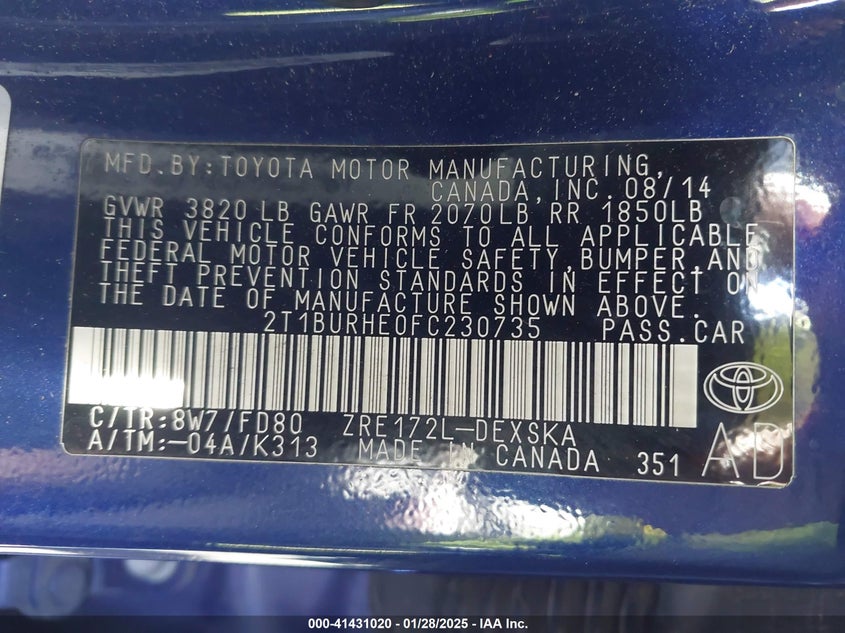 MFD.BY:TOYOTA MOTOR MANUFACTURING,
CANADA,INC. 08/14
GVWR 3820 LB GAWR FR 2070LB RR 1850LB
THIS VEHICLE CONFORMS TO ALL APPLICABLE
FEDERAL MOTOR VEHICLE SAFETY,BUMPER,AND
THEFT PREVENTION STANDARDS IN EFFECT ON
THE DATE OF MANUFACTURE SHOWN ABOVE.
2T1BURHE0FC230735 PASS.CAR
C/TR:8W7/FD80 ZRE172L-DEXSKA
A/TM:-04A/K313 MADE IN CANADA 351
AD
000-41431020 / 01/28/2025 - IAA, Inc.